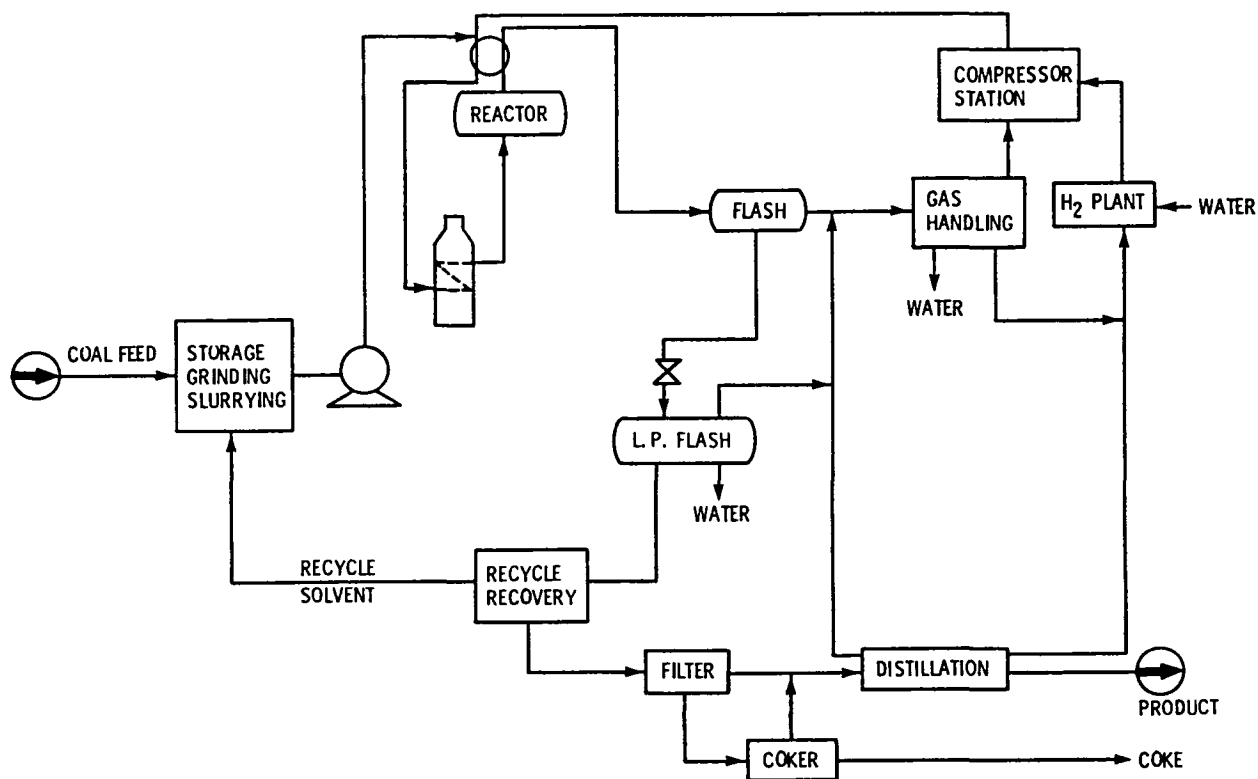 COMPRESSOR
STATION
REACTOR
FLASH
GAS
HANDLING
H2 PLANT
WATER
WATER
COAL FEED
STORAGE
GRINDING
SLURRYING
L. P. FLASH
WATER
RECYCLE
SOLVENT
RECYCLE
RECOVERY
FILTER
DISTILLATION
PRODUCT
COKER
COKE